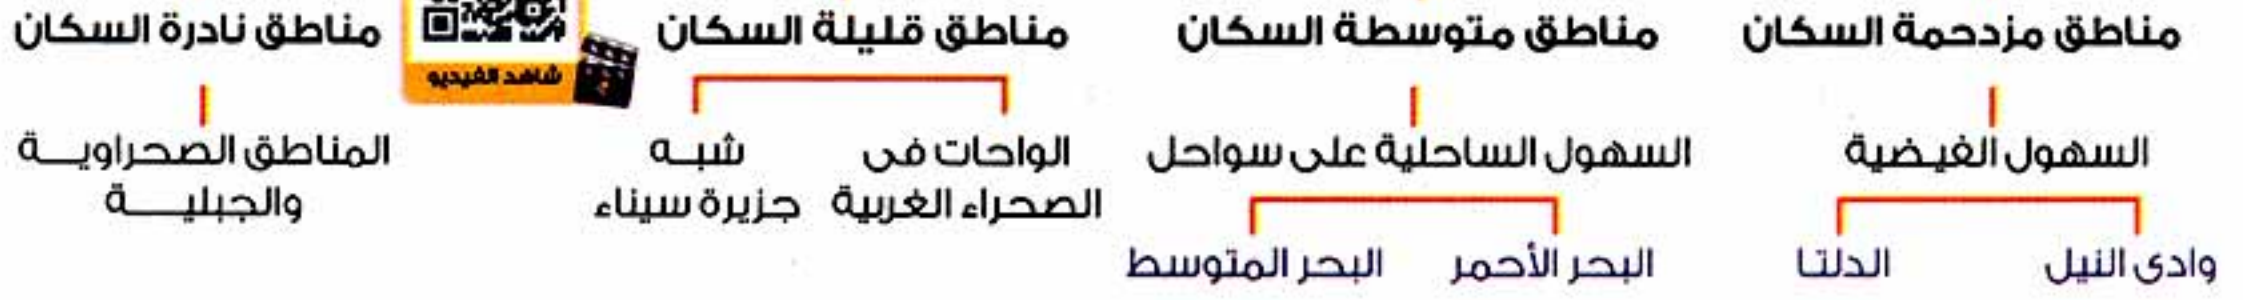 مناطق مزدحمة السكان
مناطق متوسطة السكان
مناطق قليلة السكان
مناطق نادرة السكان
شاهد الفيديو
السهول الفيضية
السهول الساحلية على سواحل
الواحات فى
الصحراء الغربية
شبه
جزيرة سيناء
المناطق الصحراوية
والجبلية
وادى النيل
الدلتا
البحر الأحمر
البحر المتوسط